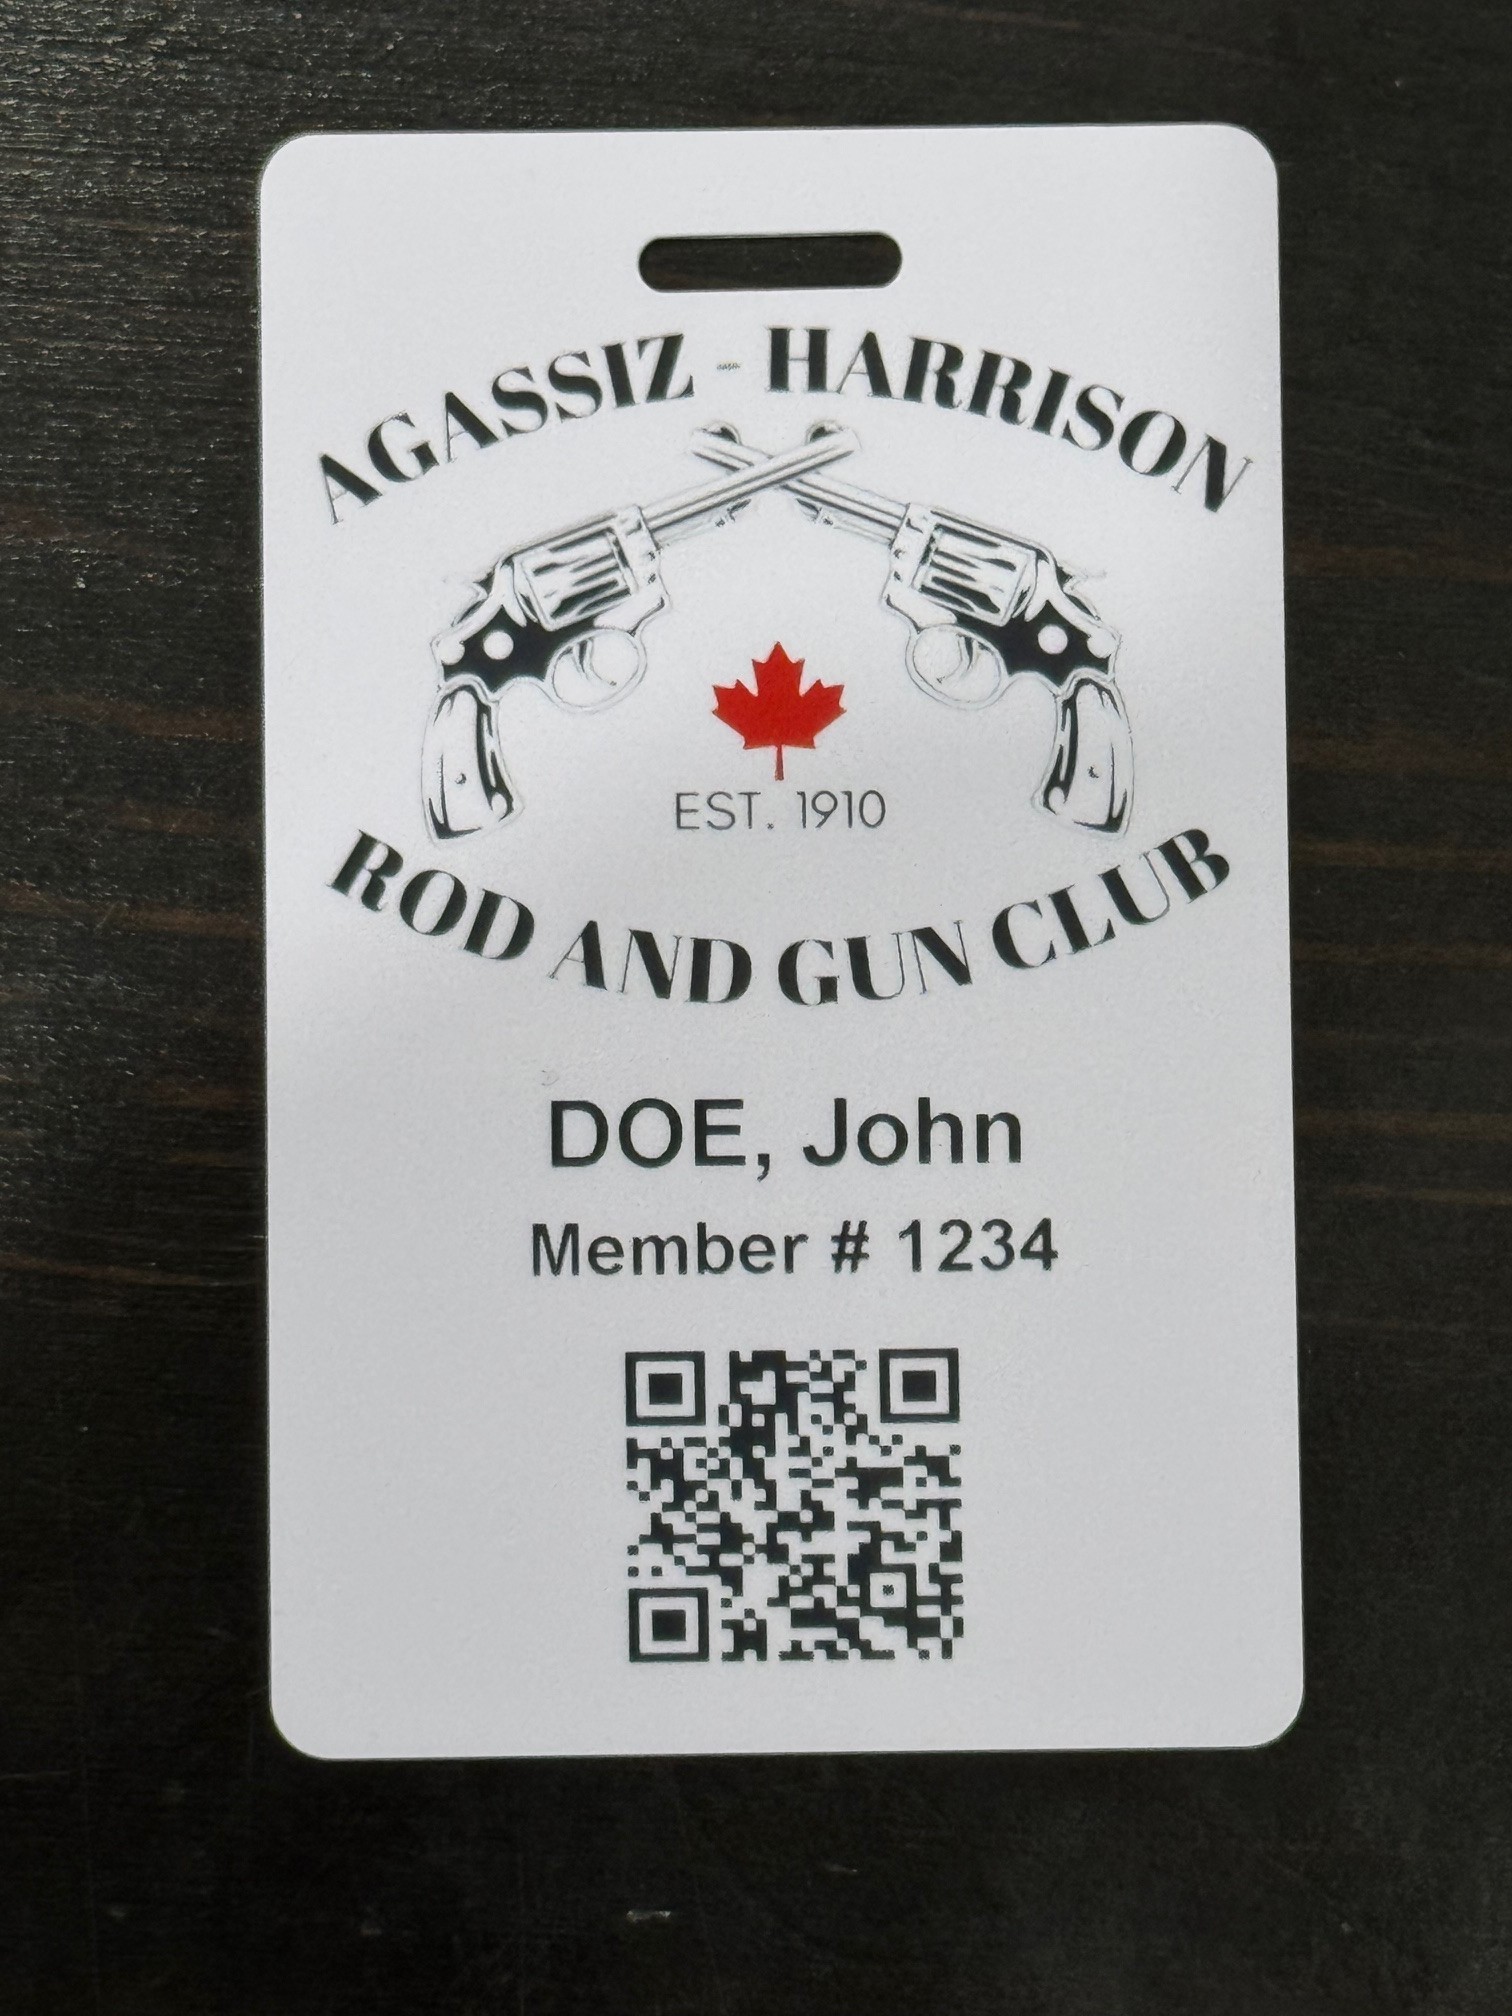 AGASSIZ - HARRISON
EST. 1910
ROD AND GUN CLUB
DOE, John
Member # 1234